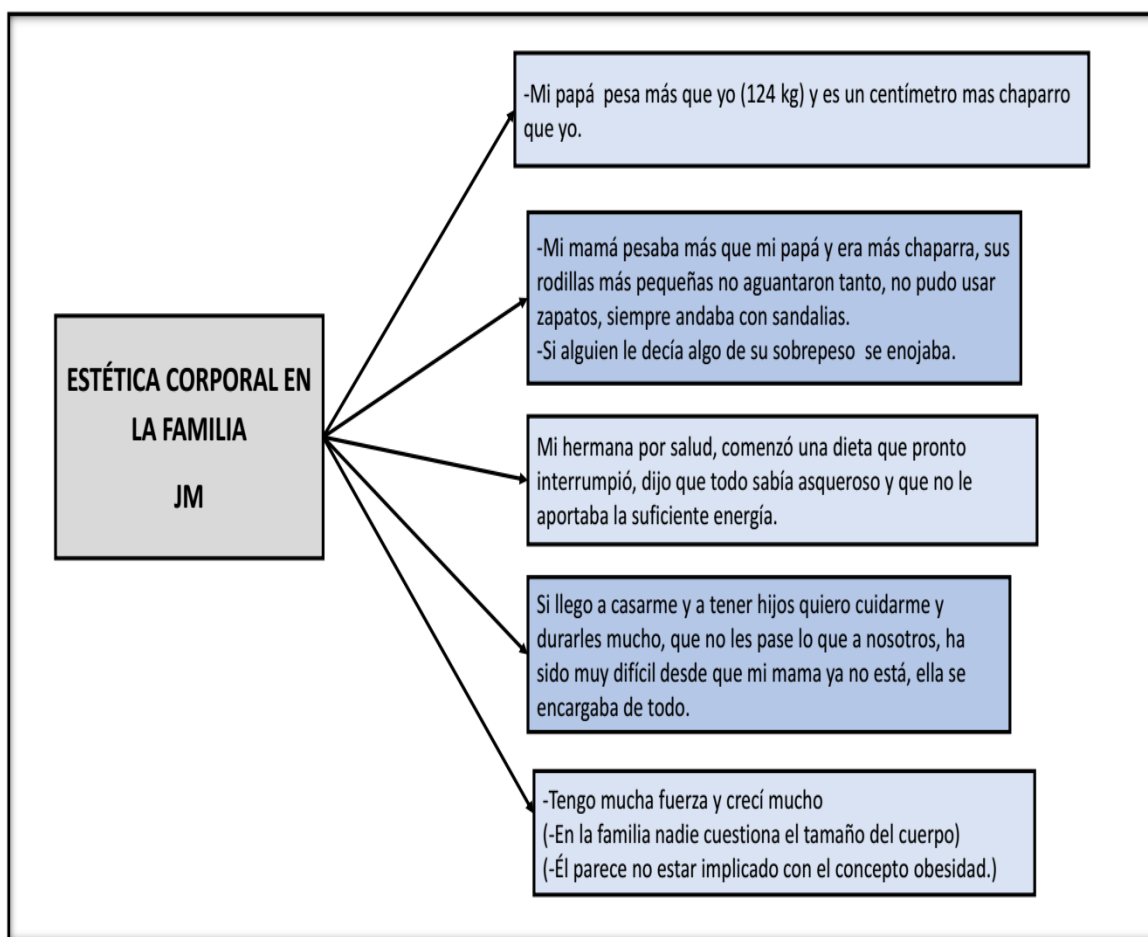 ESTÉTICA CORPORAL EN
LA FAMILIA
JM
-Mi papá pesa más que yo (124 kg) y es un centímetro mas chaparro
que yo.
-Mi mamá pesaba más que mi papá y era más chaparra, sus
rodillas más pequeñas no aguantaron tanto, no pudo usar
zapatos, siempre andaba con sandalias.
-Si alguien le decía algo de su sobrepeso se enojaba.
Mi hermana por salud, comenzó una dieta que pronto
interrumpió, dijo que todo sabía asqueroso y que no le
aportaba la suficiente energía.
Si llego a casarme y a tener hijos quiero cuidarme y
durarles mucho, que no les pase lo que a nosotros, ha
sido muy difícil desde que mi mama ya no está, ella se
encargaba de todo.
-Tengo mucha fuerza y crecí mucho
(-En la familia nadie cuestiona el tamaño del cuerpo)
(-Él parece no estar implicado con el concepto obesidad.)